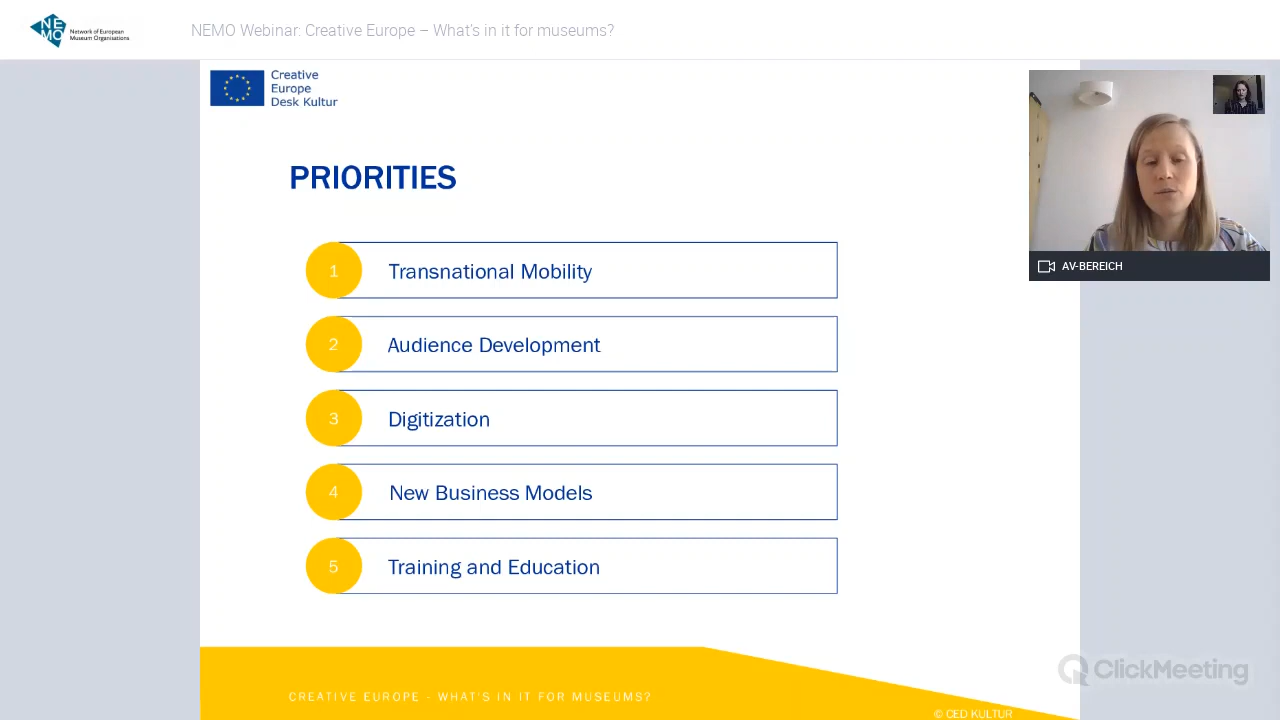 NEMO
Network of European
Museum Organisations
NEMO Webinar: Creative Europe – What's in it for museums?
Creative
Europe
Desk Kultur
PRIORITIES
1 Transnational Mobility
2 Audience Development
3 Digitization
4 New Business Models
5 Training and Education
AV-BEREICH
ClickMeeting
CREATIVE EUROPE - WHAT'S IN IT FOR MUSEUMS?
© CED KULTUR